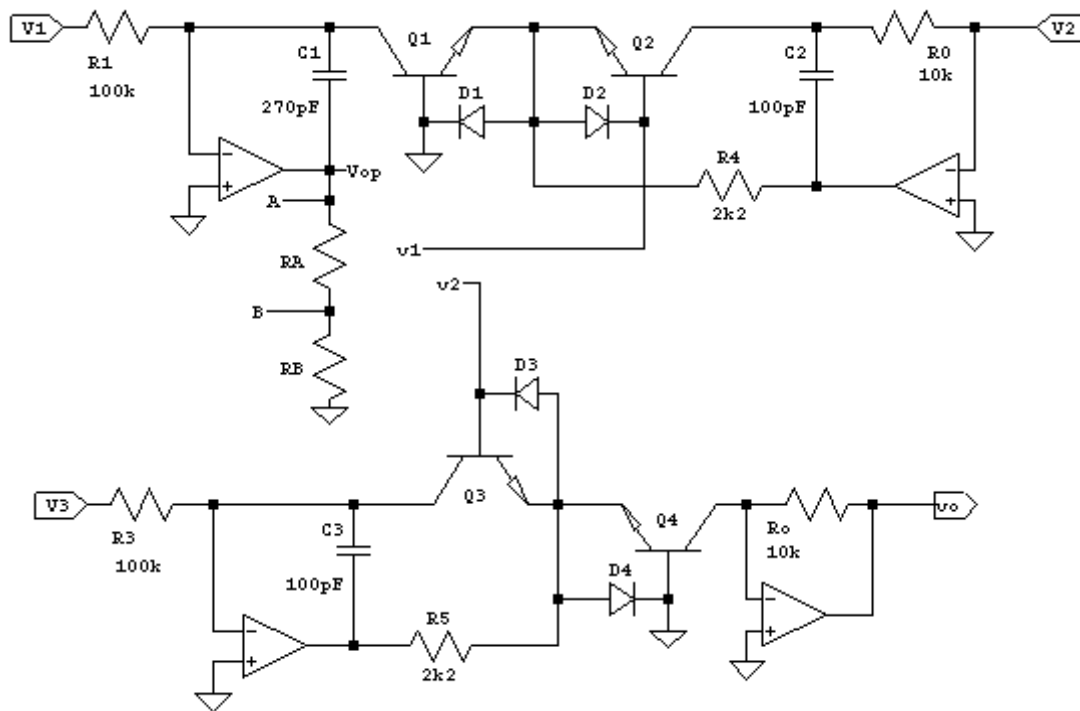 V1
R1
100k
C1
270pF
Q1
Q2
D1
D2
C2
100pF
R0
10k
V2
R4
2k2
Vop
A
RA
B
RB
v1
v2
D3
Q3
V3
R3
100k
C3
100pF
R5
2k2
Q4
D4
Ro
10k
vo